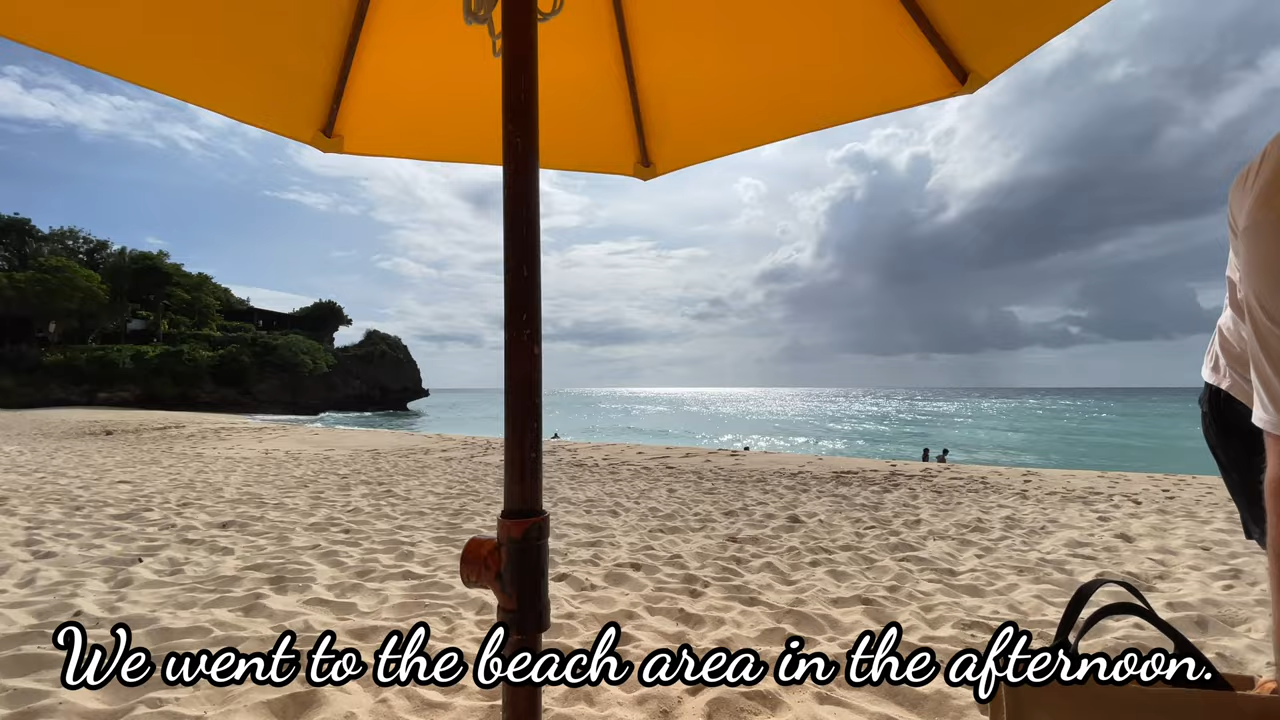 We went to the beach area in the afternoon.